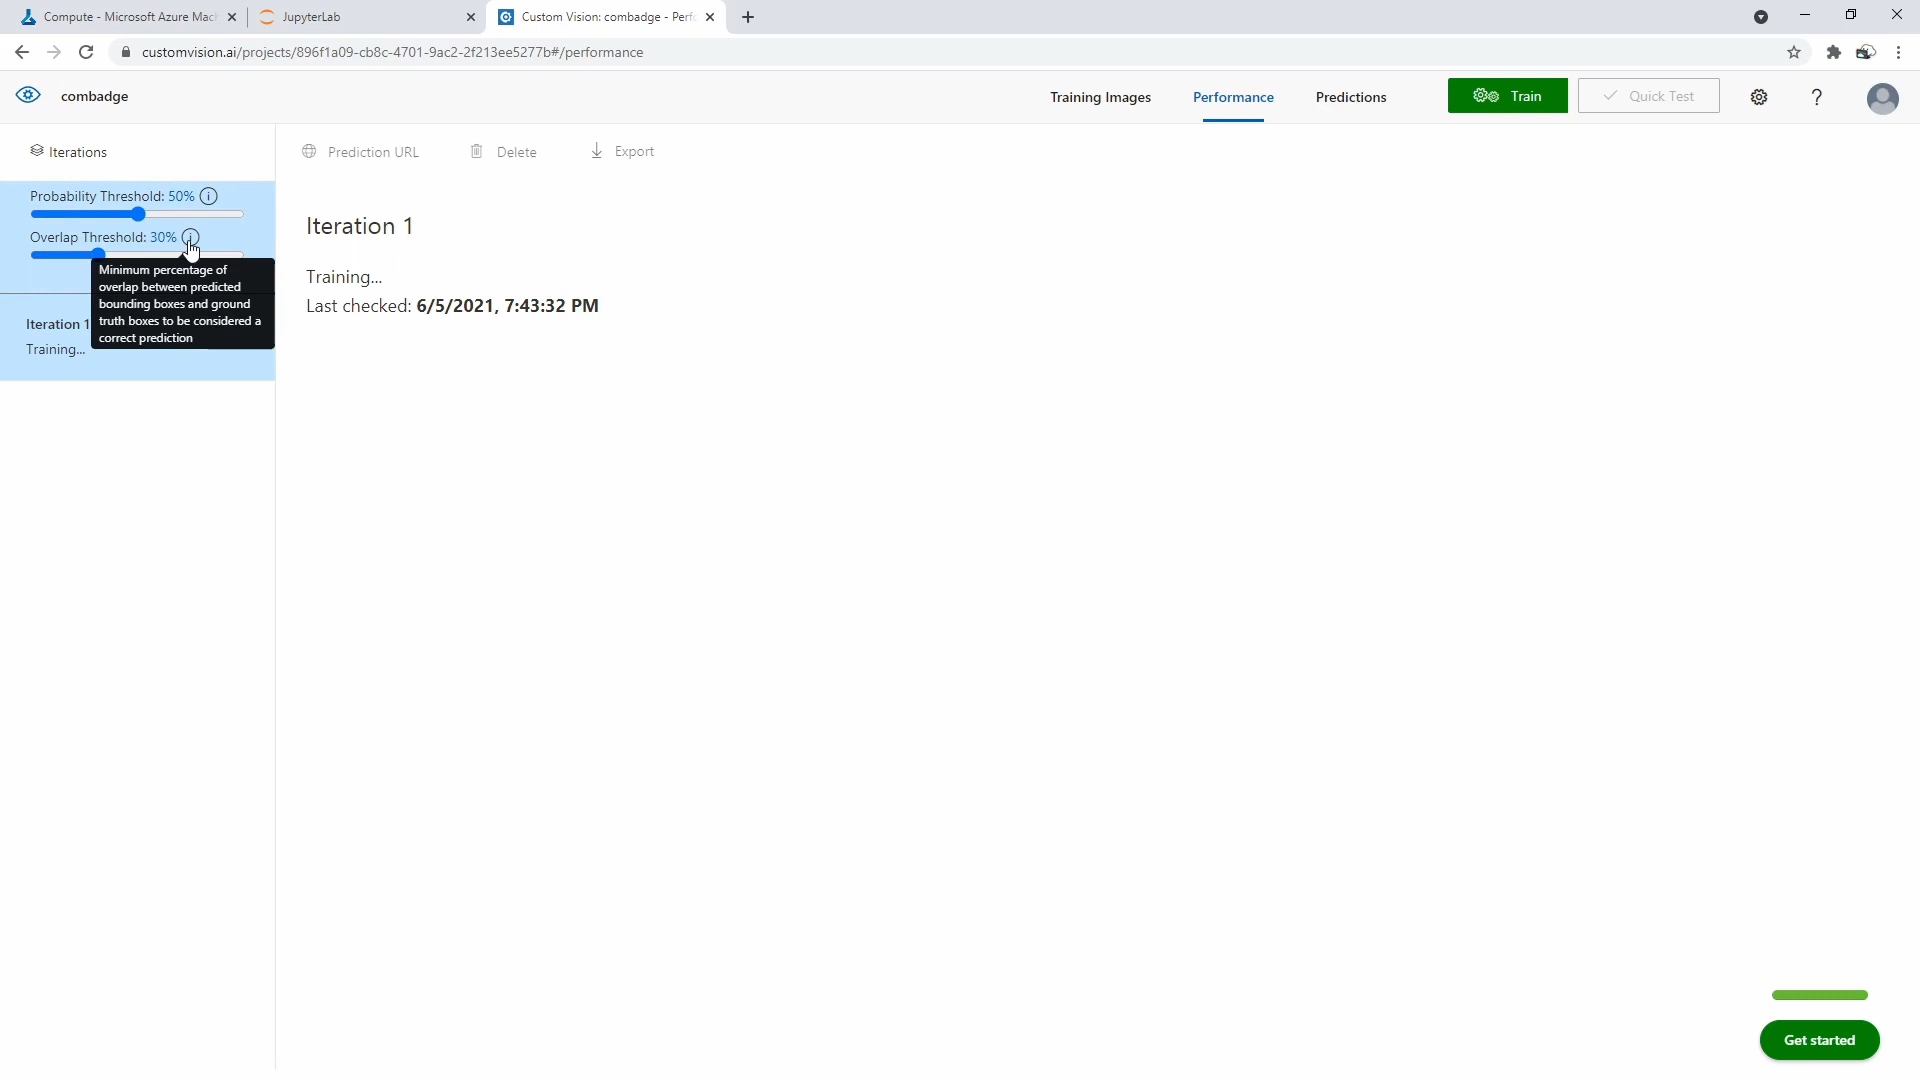 Compute - Microsoft Azure Mac
JupyterLab
Custom Vision: combadge - Perf
customvision.ai/projects/896f1a09-cb8c-4701-9ac2-2f213ee5277b#/performance
combadge
Training Images
Performance
Predictions
Train
Quick Test
?
Iterations
Prediction URL
Delete
Export
Probability Threshold: 50%
Overlap Threshold: 30%
Minimum percentage of
overlap between predicted
bounding boxes and ground
truth boxes to be considered a
correct prediction
Iteration 1
Training...
Iteration 1
Training...
Last checked: 6/5/2021, 7:43:32 PM
Get started